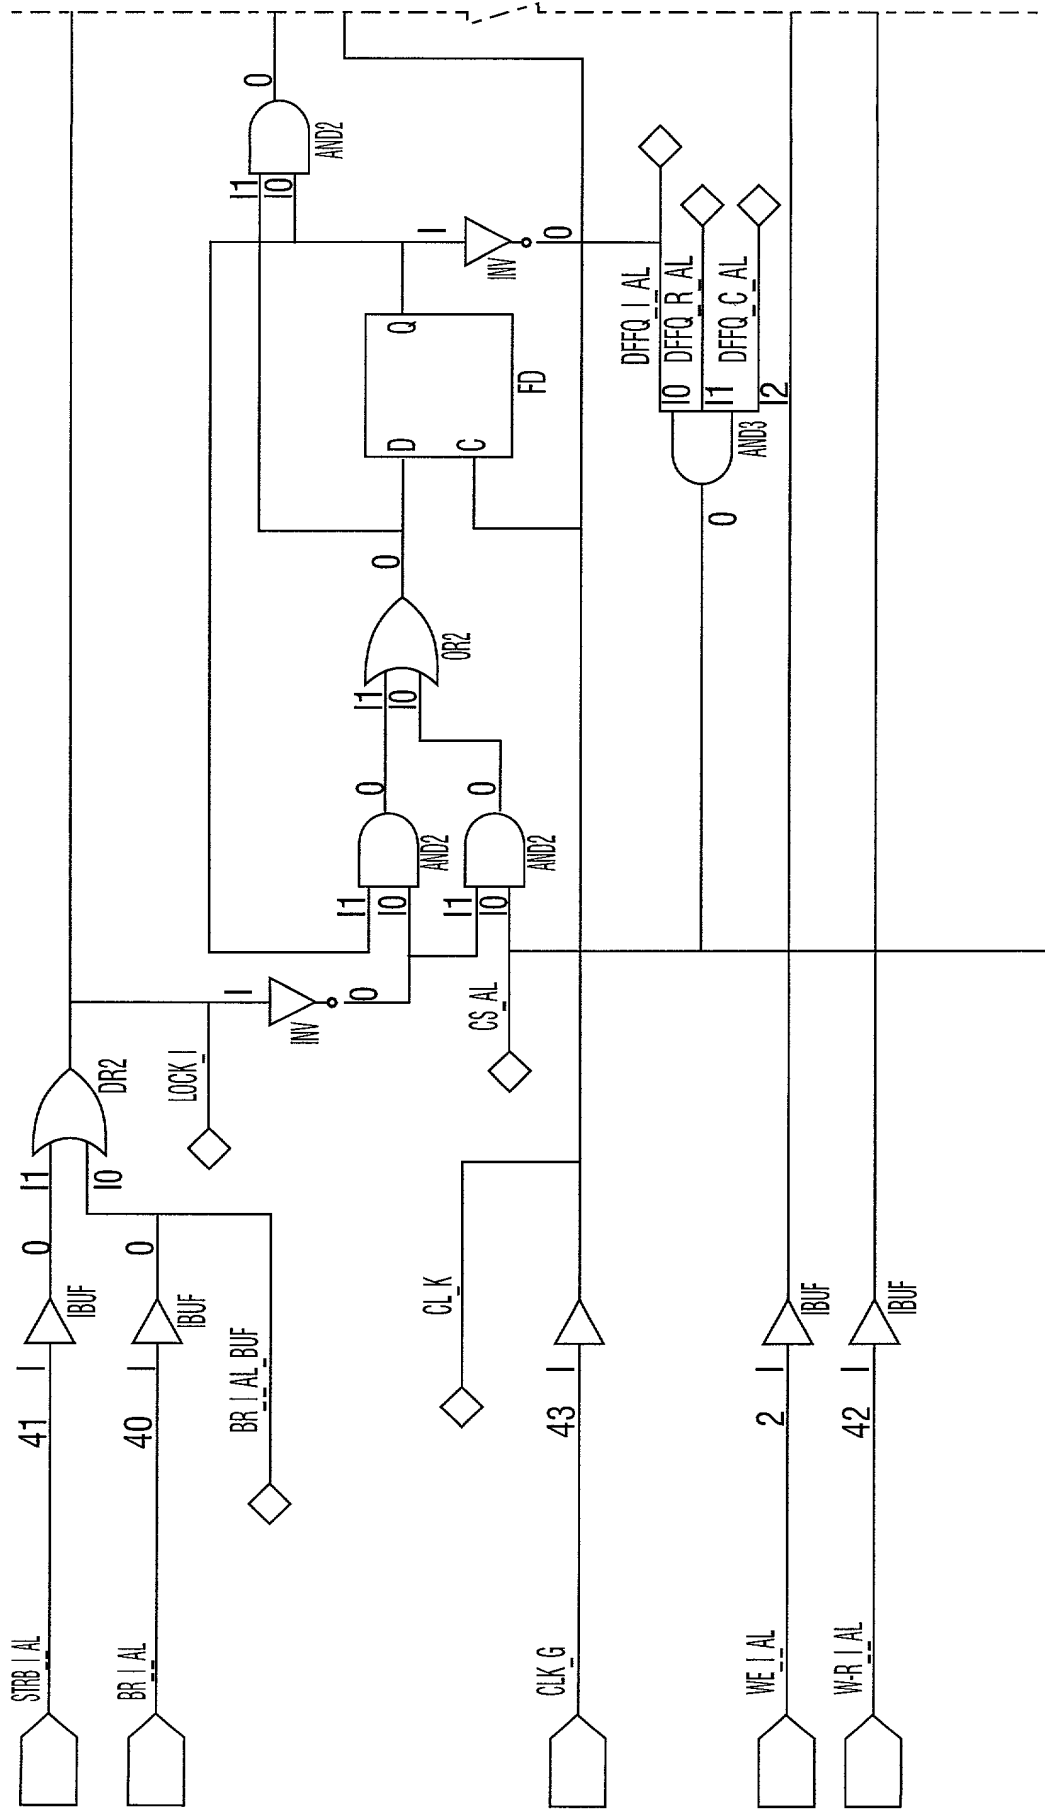 STRB_I_AL
41
I
IBUF
O
I1
I0
DR2
BR_I_AL
40
I
IBUF
O
BR_I_AL_BUF
LOCK_I
I
INV
O
I1
I0
AND2
O
I1
I0
AND2
O
CS_AL
I1
I0
OR2
O
D
C
Q
FD
I1
I0
AND2
O
I
INV
O
DFFQ_I_AL
DFFQ_R_AL
DFFQ_C_AL
I0
I1
I2
AND3
O
CLK_G
43
I
CL_K
WE_I_AL
2
I
IBUF
W-R_I_AL
42
I
IBUF